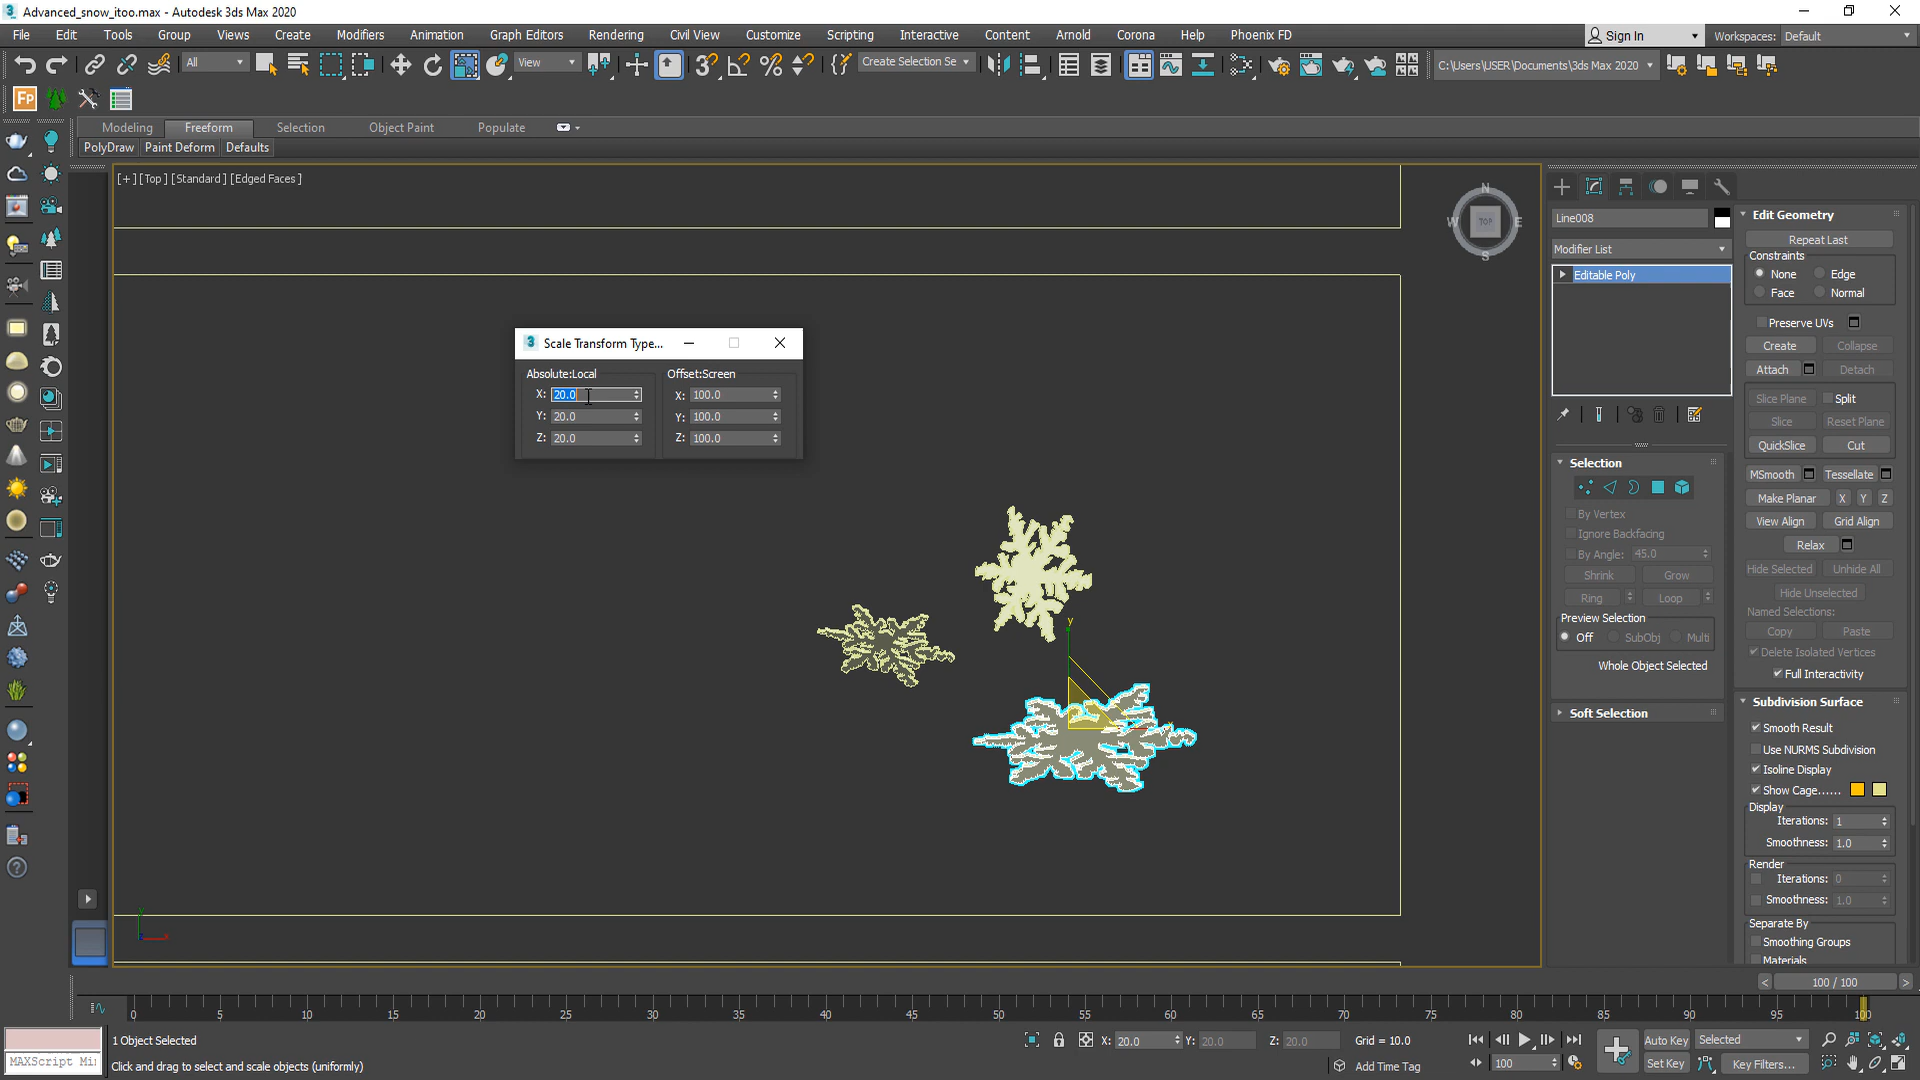 3 Advanced_snow_itoo.max - Autodesk 3ds Max 2020
File Edit Tools Group Views Create Modifiers Animation Graph Editors Rendering Civil View Customize Scripting Interactive Content Arnold Corona Help Phoenix FD Sign In Workspaces: Default
All View Create Selection Se C:\Users\USER\Documents\3ds Max 2020
Fp
Modeling Freeform Selection Object Paint Populate
PolyDraw Paint Deform Defaults
[+] [Top] [Standard] [Edged Faces]
N
W TOP E
S
3 Scale Transform Type...
Absolute:Local Offset:Screen
X: 20.0 X: 100.0
Y: 20.0 Y: 100.0
Z: 20.0 Z: 100.0
y
Line008
Modifier List
Editable Poly
Selection
By Vertex
Ignore Backfacing
By Angle: 45.0
Shrink Grow
Ring Loop
Preview Selection
Off SubObj Multi
Whole Object Selected
Soft Selection
Edit Geometry
Repeat Last
Constraints
None Edge
Face Normal
Preserve UVs
Create Collapse
Attach Detach
Slice Plane Split
Slice Reset Plane
QuickSlice Cut
MSmooth Tessellate
Make Planar X Y Z
View Align Grid Align
Relax
Hide Selected Unhide All
Hide Unselected
Named Selections:
Copy Paste
Delete Isolated Vertices
Full Interactivity
Subdivision Surface
Smooth Result
Use NURMS Subdivision
Isoline Display
Show Cage......
Display
Iterations: 1
Smoothness: 1.0
Render
Iterations: 0
Smoothness: 1.0
Separate By
Smoothing Groups
Materials
< 100 / 100 >
0 5 10 15 20 25 30 35 40 45 50 55 60 65 70 75 80 85 90 95 100
1 Object Selected X: 20.0 Y: 20.0 Z: 20.0 Grid = 10.0 Auto Key Selected
MAXScript Mi Click and drag to select and scale objects (uniformly) Add Time Tag 100 Set Key Key Filters...